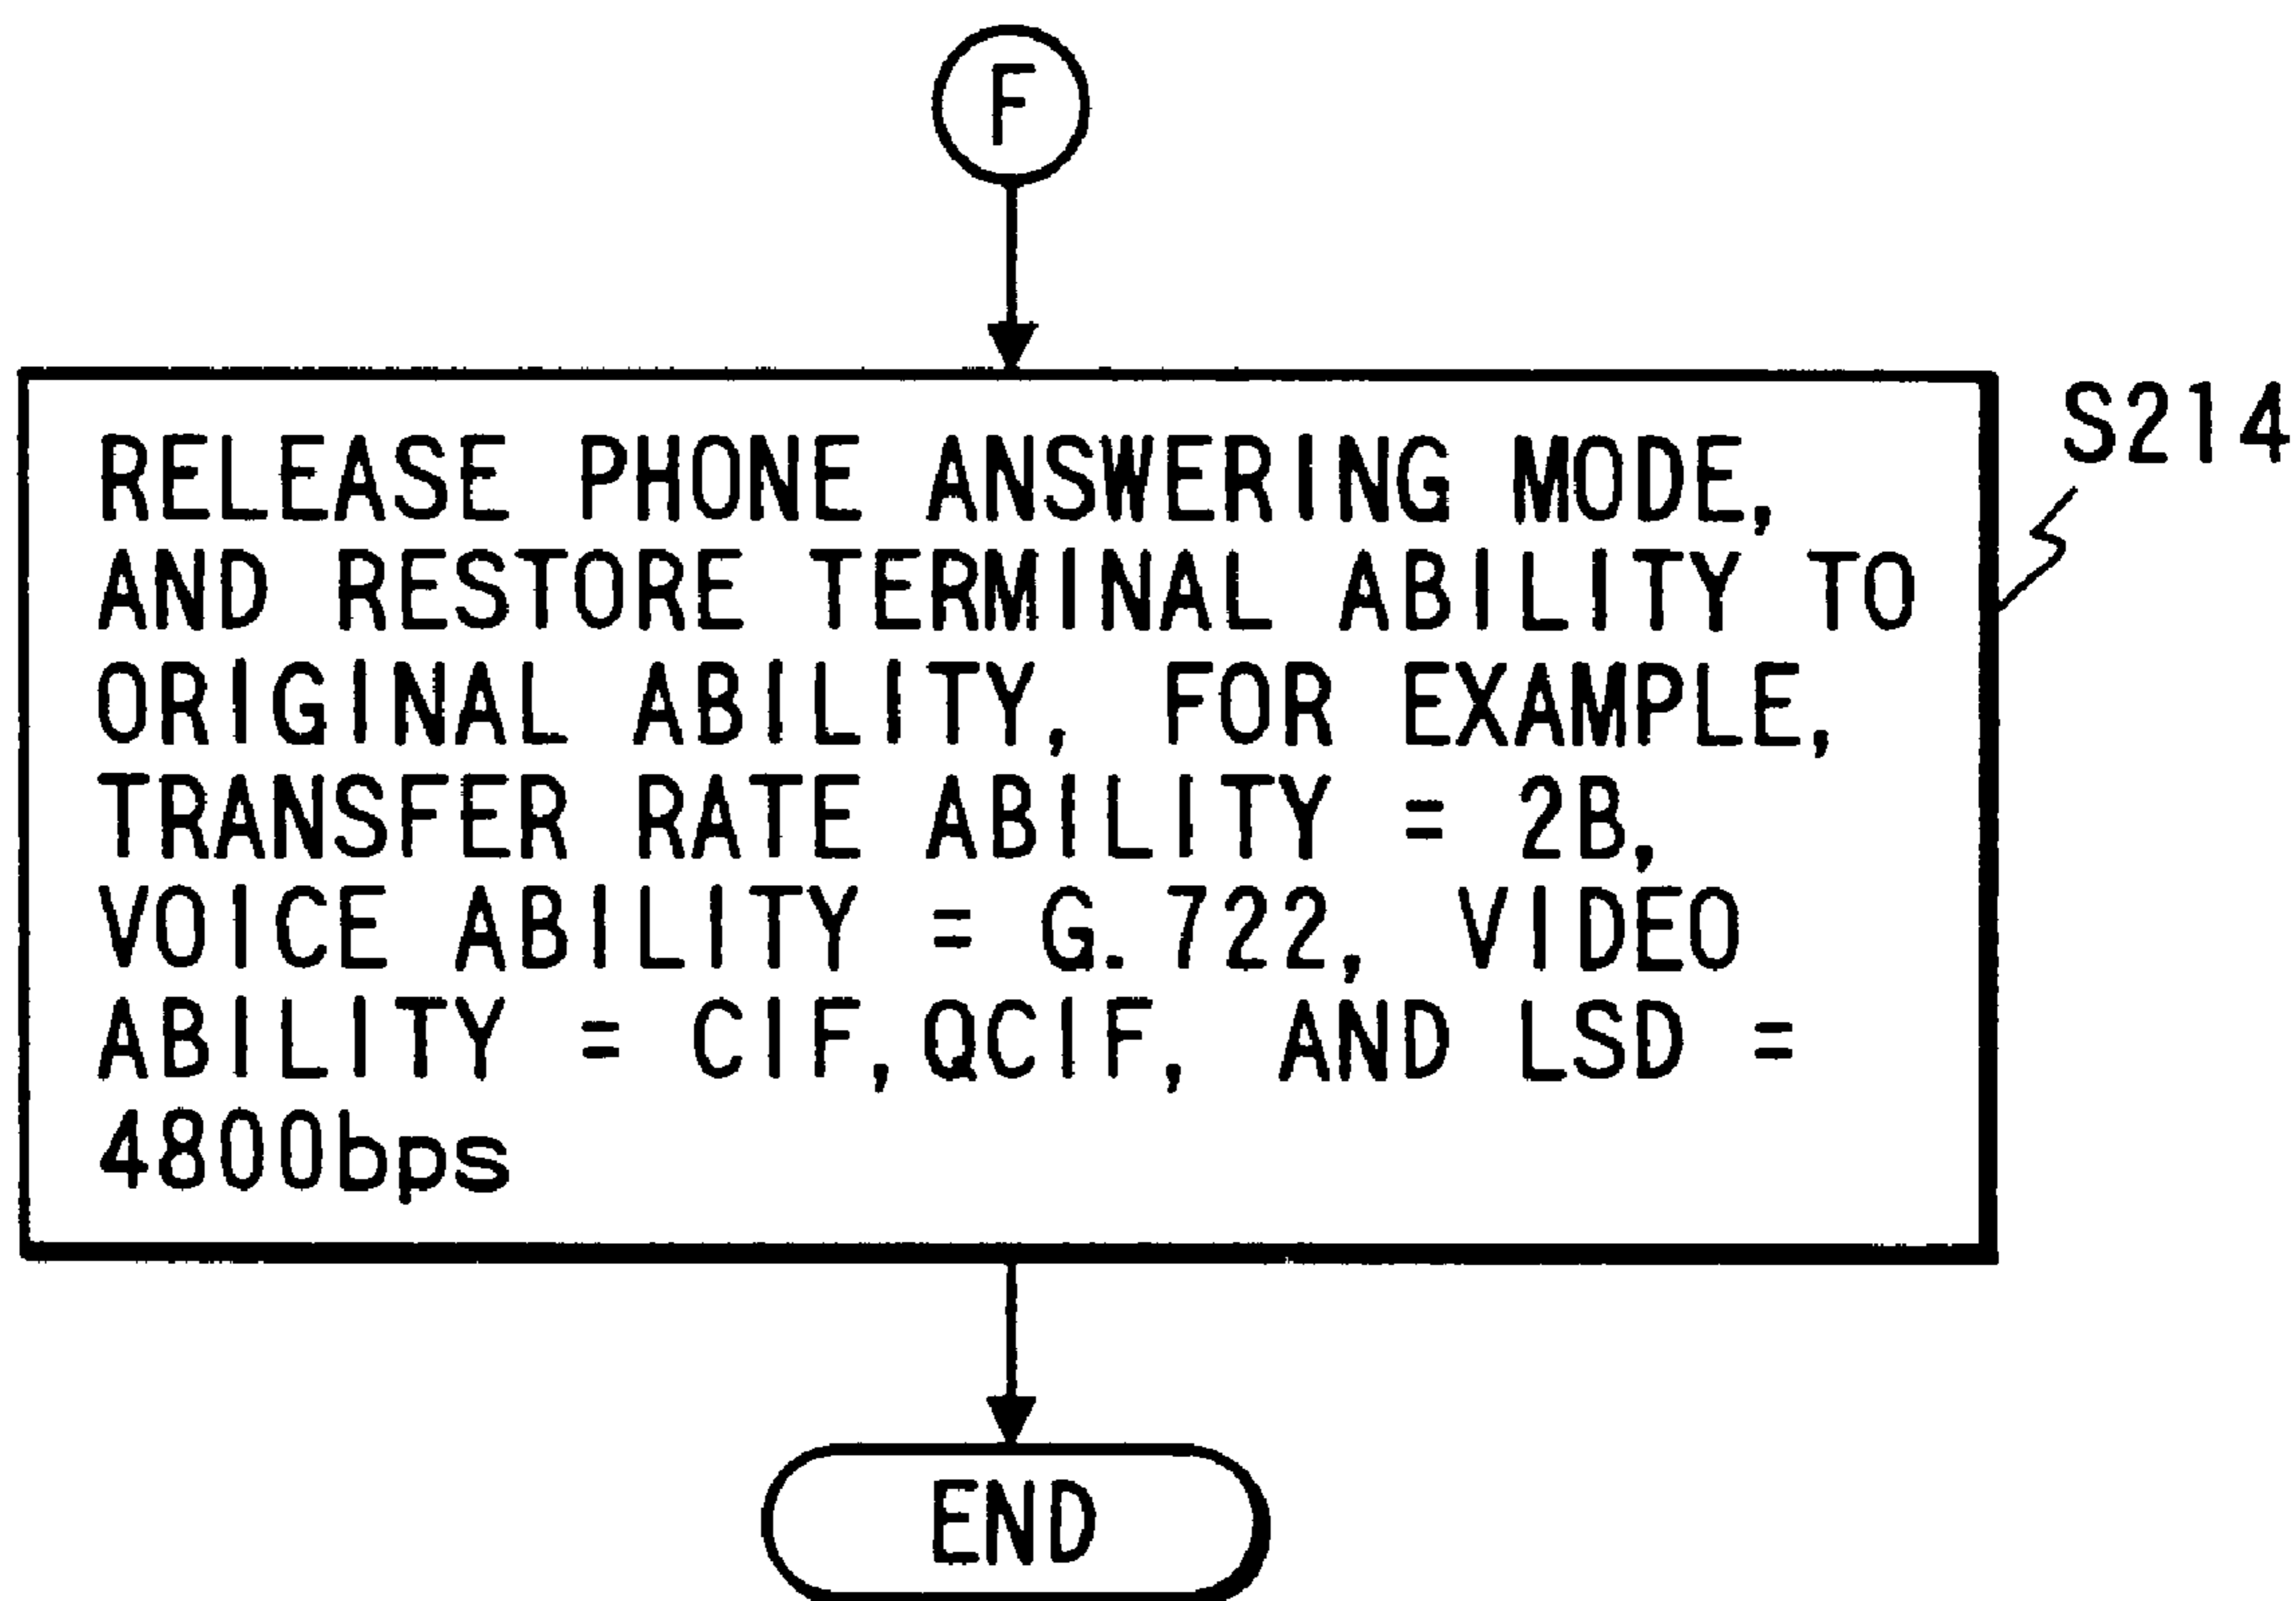 F
S214
RELEASE PHONE ANSWERING MODE,
AND RESTORE TERMINAL ABILITY TO
ORIGINAL ABILITY, FOR EXAMPLE,
TRANSFER RATE ABILITY = 2B,
VOICE ABILITY = G.722, VIDEO
ABILITY = CIF,QCIF, AND LSD =
4800bps
END